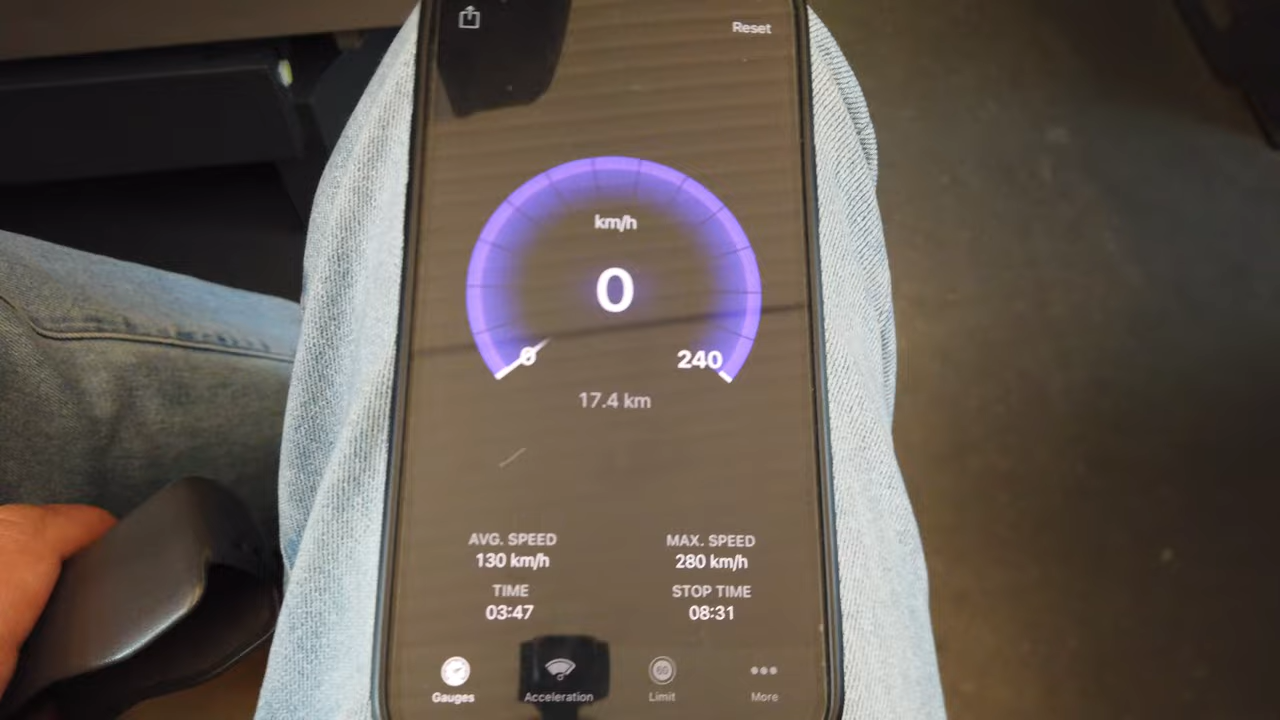 Reset
km/h
0
0
240
17.4 km
AVG. SPEED
130 km/h
MAX. SPEED
280 km/h
TIME
03:47
STOP TIME
08:31
Gauges
Acceleration
60
Limit
More